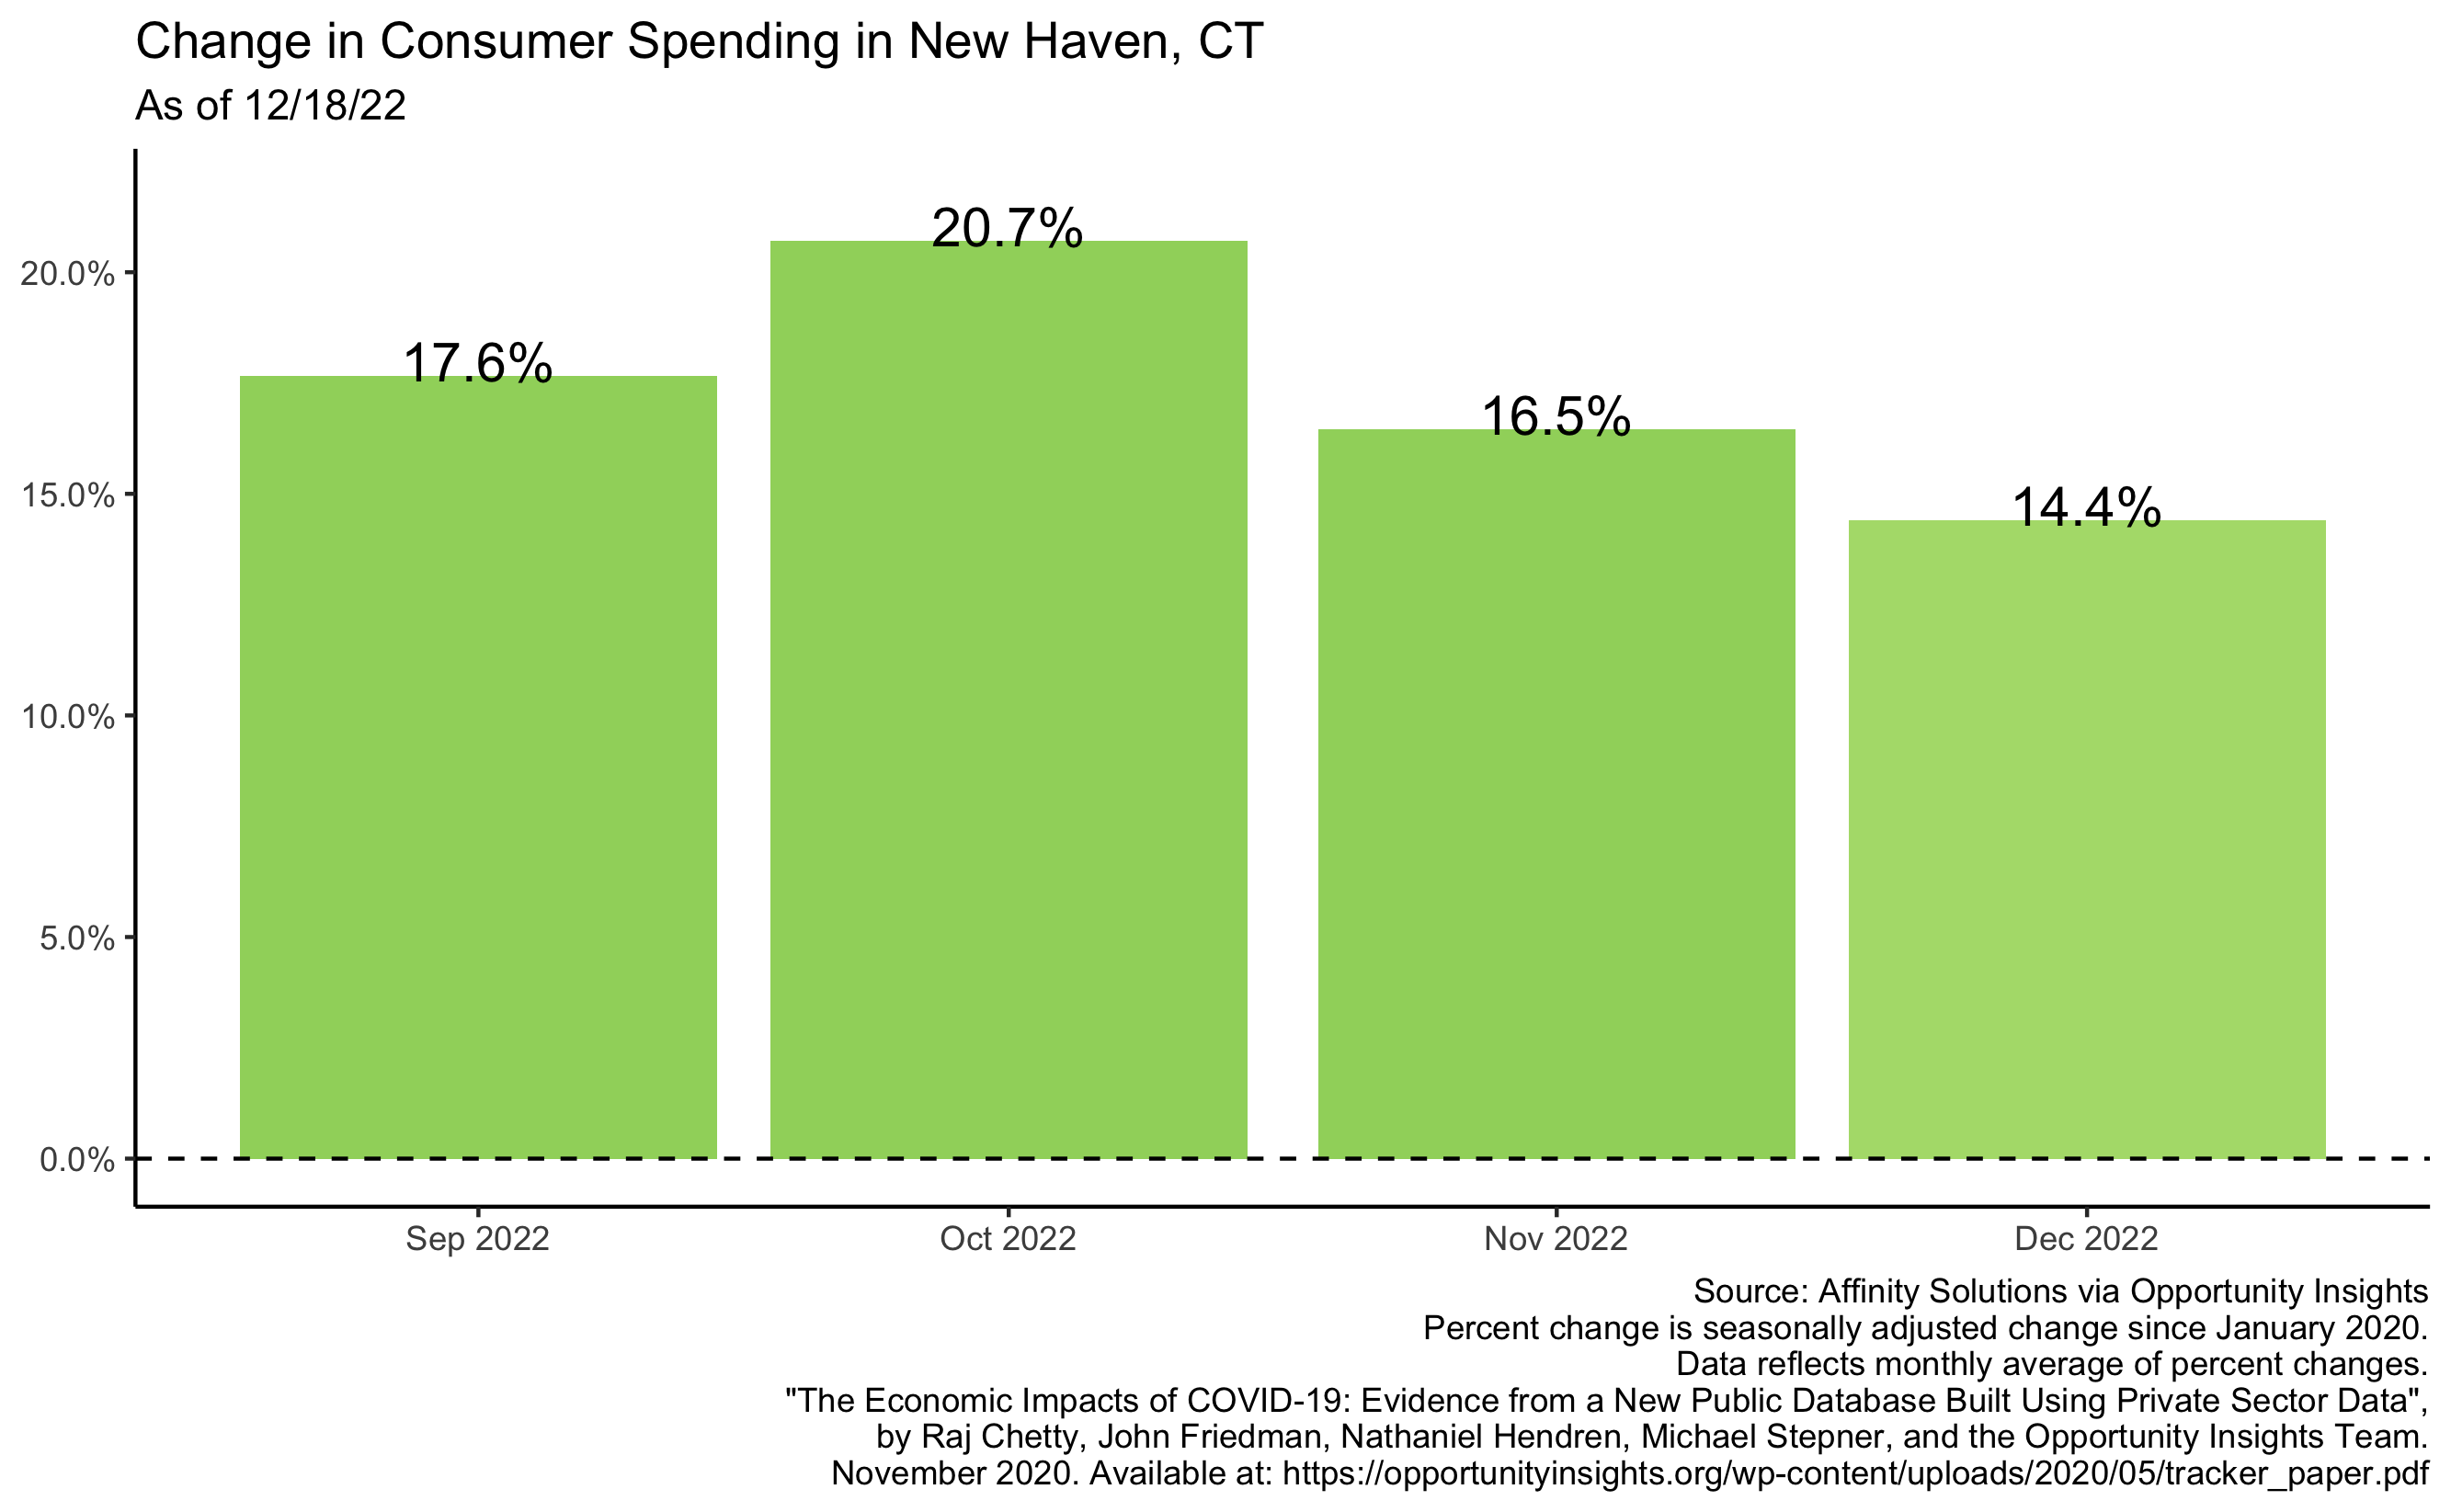 Change in Consumer Spending in New Haven, CT
As of 12/18/22
20.7%
17.6%
16.5%
14.4%
20.0%
15.0%
10.0%
5.0%
0.0%
Sep 2022
Oct 2022
Nov 2022
Dec 2022
Source: Affinity Solutions via Opportunity Insights
Percent change is seasonally adjusted change since January 2020.
Data reflects monthly average of percent changes.
"The Economic Impacts of COVID-19: Evidence from a New Public Database Built Using Private Sector Data",
by Raj Chetty, John Friedman, Nathaniel Hendren, Michael Stepner, and the Opportunity Insights Team.
November 2020. Available at: https://opportunityinsights.org/wp-content/uploads/2020/05/tracker_paper.pdf